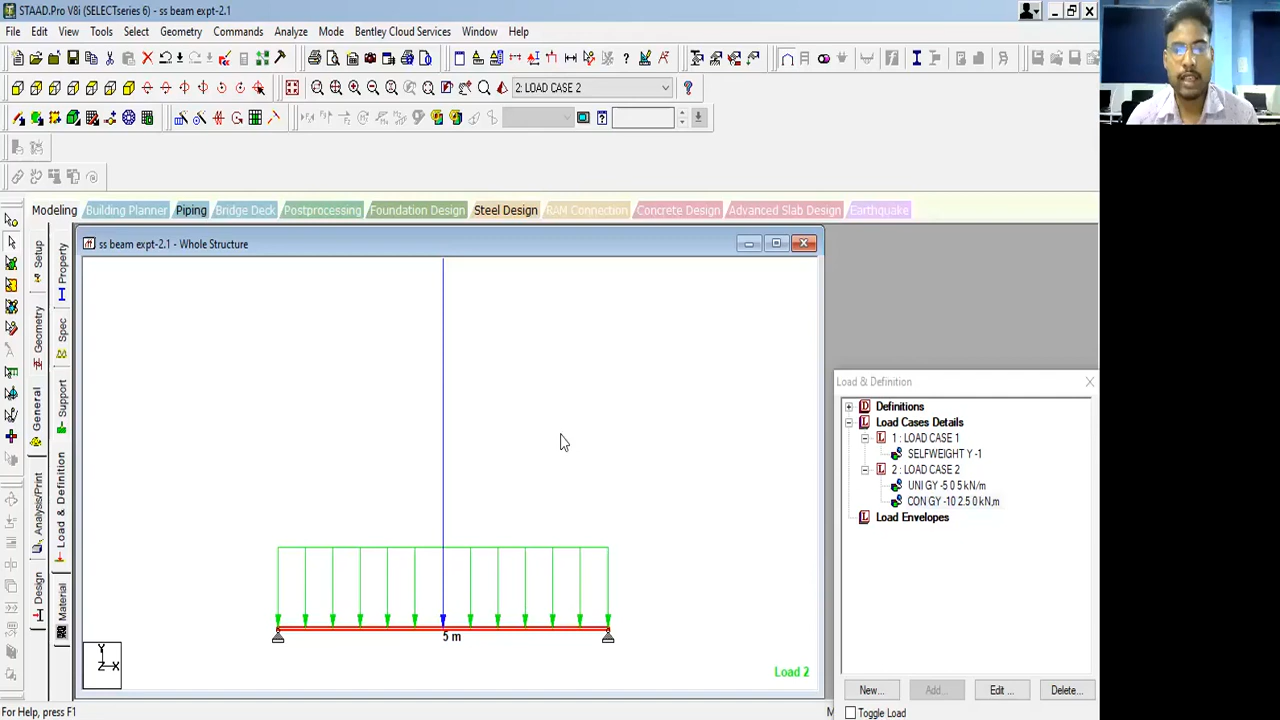 STAAD.Pro V8i (SELECTseries 6) - ss beam expt-2.1
File Edit View Tools Select Geometry Commands Analyze Mode Bentley Cloud Services Window Help
2: LOAD CASE 2
Modeling Building Planner Piping Bridge Deck Postprocessing Foundation Design Steel Design RAM Connection Concrete Design Advanced Slab Design Earthquake
Setup
Geometry
General
Analysis/Print
Design
Property
Spec
Support
Load & Definition
Material
ss beam expt-2.1 - Whole Structure
5 m
Y
Z X
Load 2
Load & Definition
Definitions
Load Cases Details
1 : LOAD CASE 1
SELFWEIGHT Y -1
2 : LOAD CASE 2
UNI GY -5 0 5 kN/m
CON GY -10 2.5 0 kN,m
Load Envelopes
New... Add... Edit ... Delete...
Toggle Load
For Help, press F1